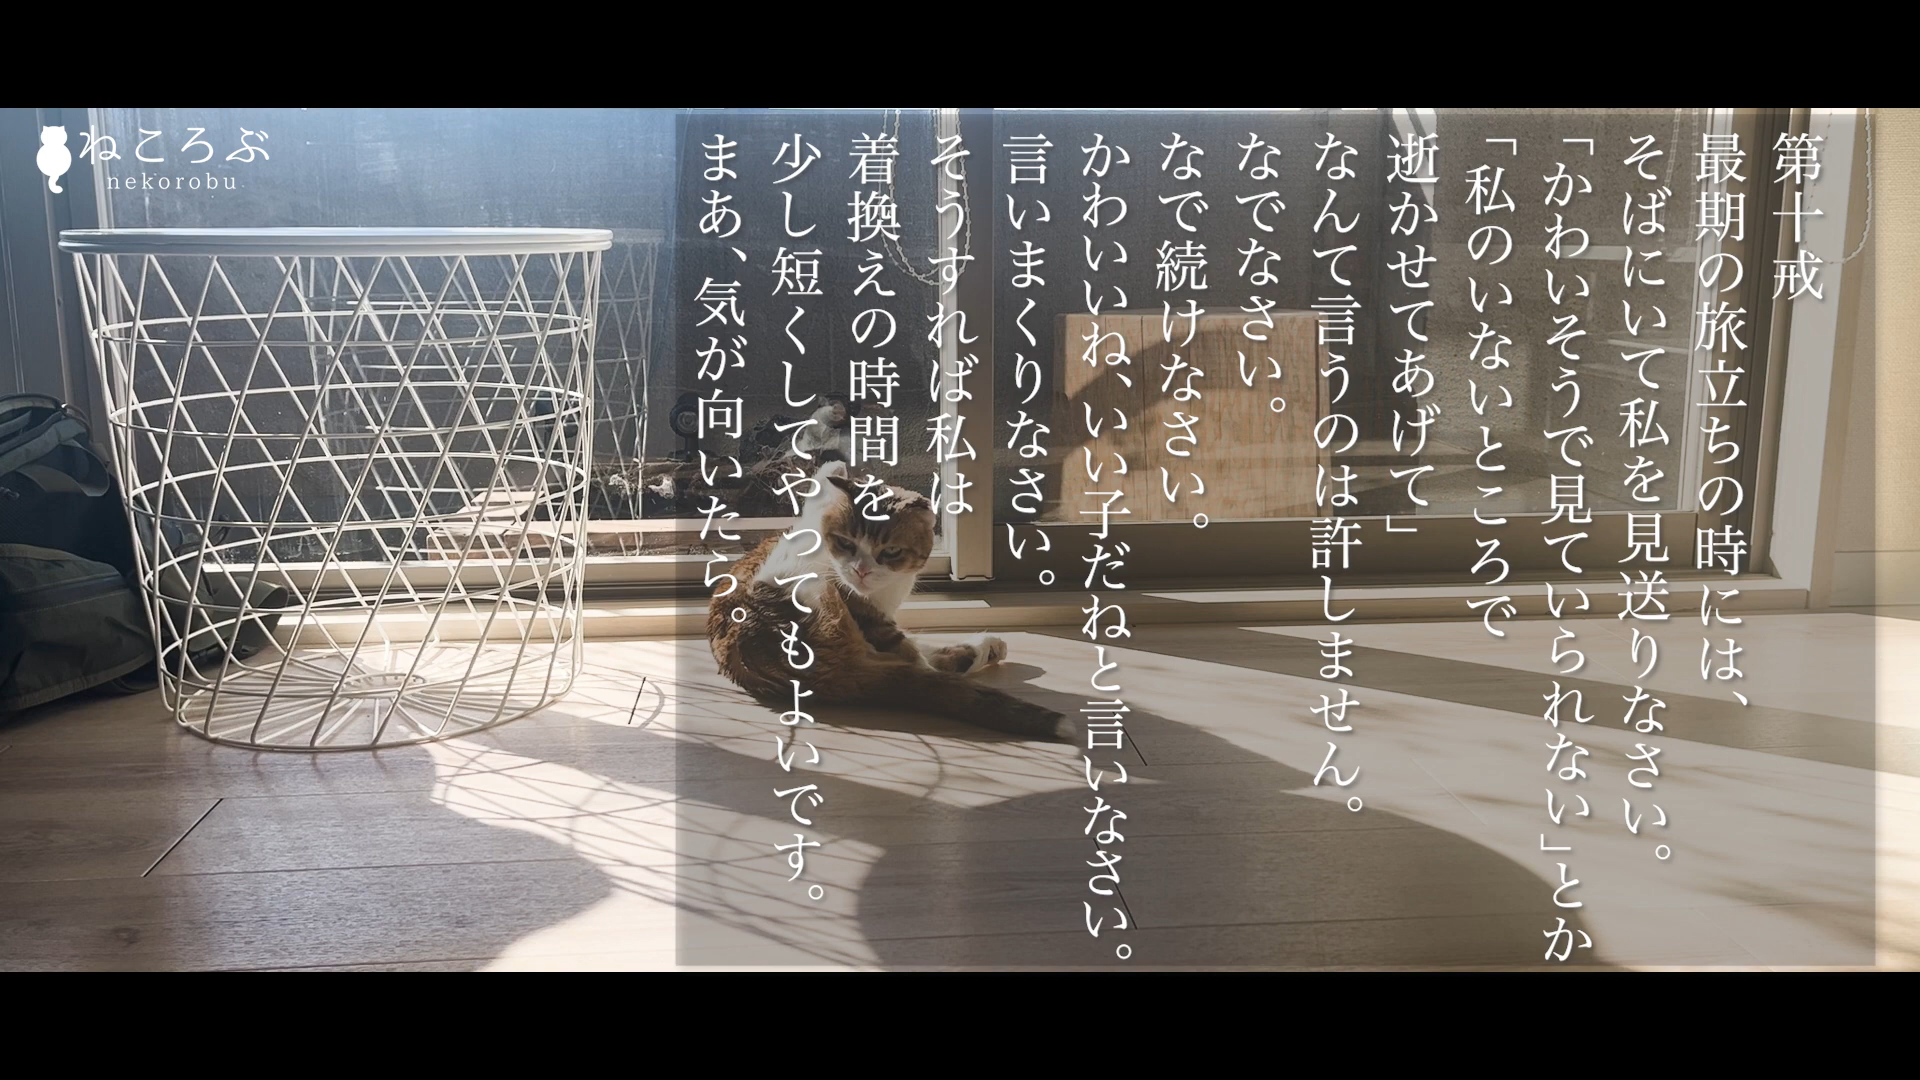 ねころぶ
nekorobu
第十戒
最期の旅立ちの時には、
そばにいて私を見送りなさい。
「かわいそうで見ていられない」とか
「私のいないところで
逝かせてあげて」
なんて言うのは許しません。
なでなさい。
なで続けなさい。
かわいいね、いい子だねと言いなさい。
言いまくりなさい。
そうすれば私は
着換えの時間を
少し短くしてやってもよいです。
まあ、気が向いたら。